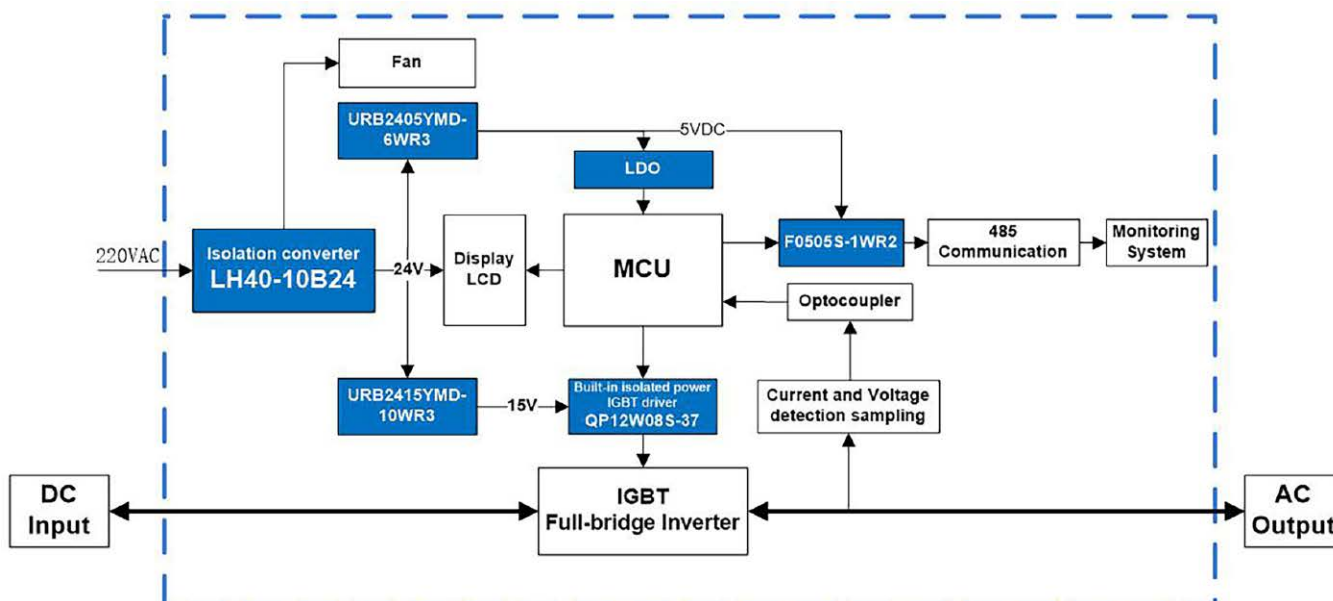 Fan
URB2405YMD-
6WR3
5VDC
LDO
220VAC
Isolation converter
LH40-10B24
24V
Display
LCD
MCU
F0505S-1WR2
485
Communication
Monitoring
System
Optocoupler
URB2415YMD-
10WR3
15V
Built-in isolated power
IGBT driver
QP12W08S-37
Current and Voltage
detection sampling
DC
Input
IGBT
Full-bridge Inverter
AC
Output